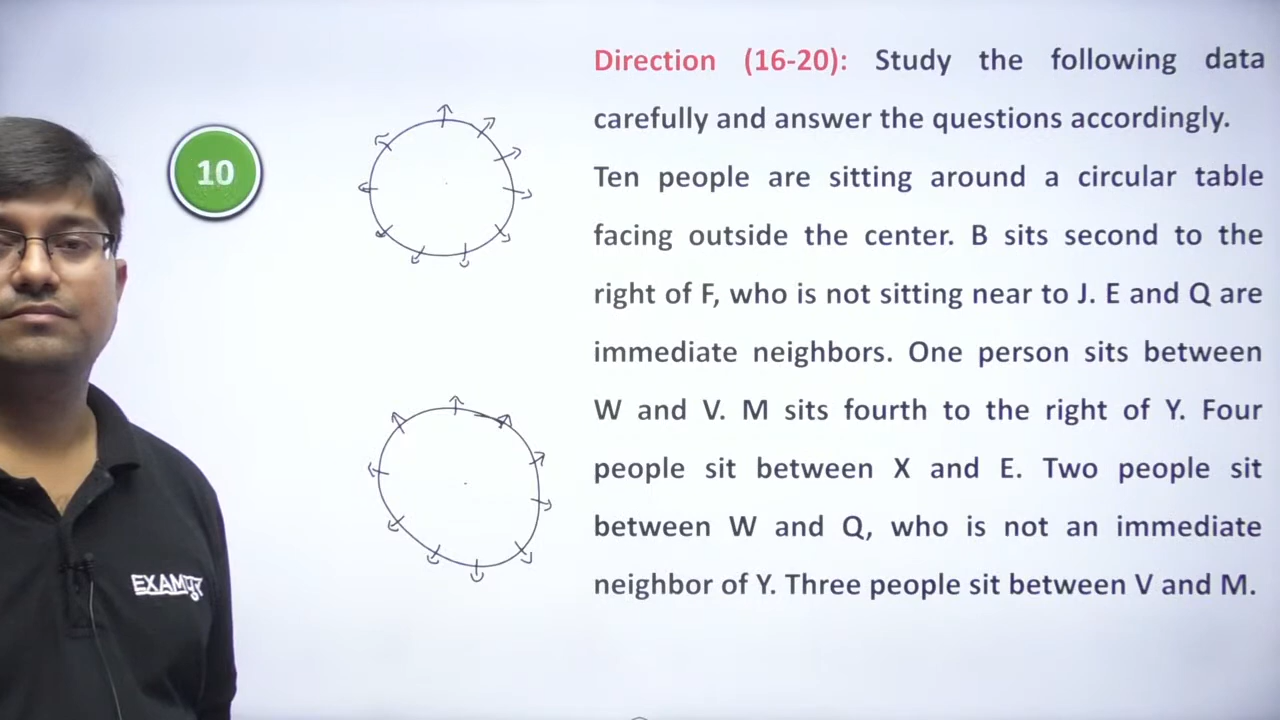 Direction (16-20): Study the following data
carefully and answer the questions accordingly.
Ten people are sitting around a circular table
facing outside the center. B sits second to the
right of F, who is not sitting near to J. E and Q are
immediate neighbors. One person sits between
W and V. M sits fourth to the right of Y. Four
people sit between X and E. Two people sit
between W and Q, who is not an immediate
neighbor of Y. Three people sit between V and M.
10
EXAMपुर